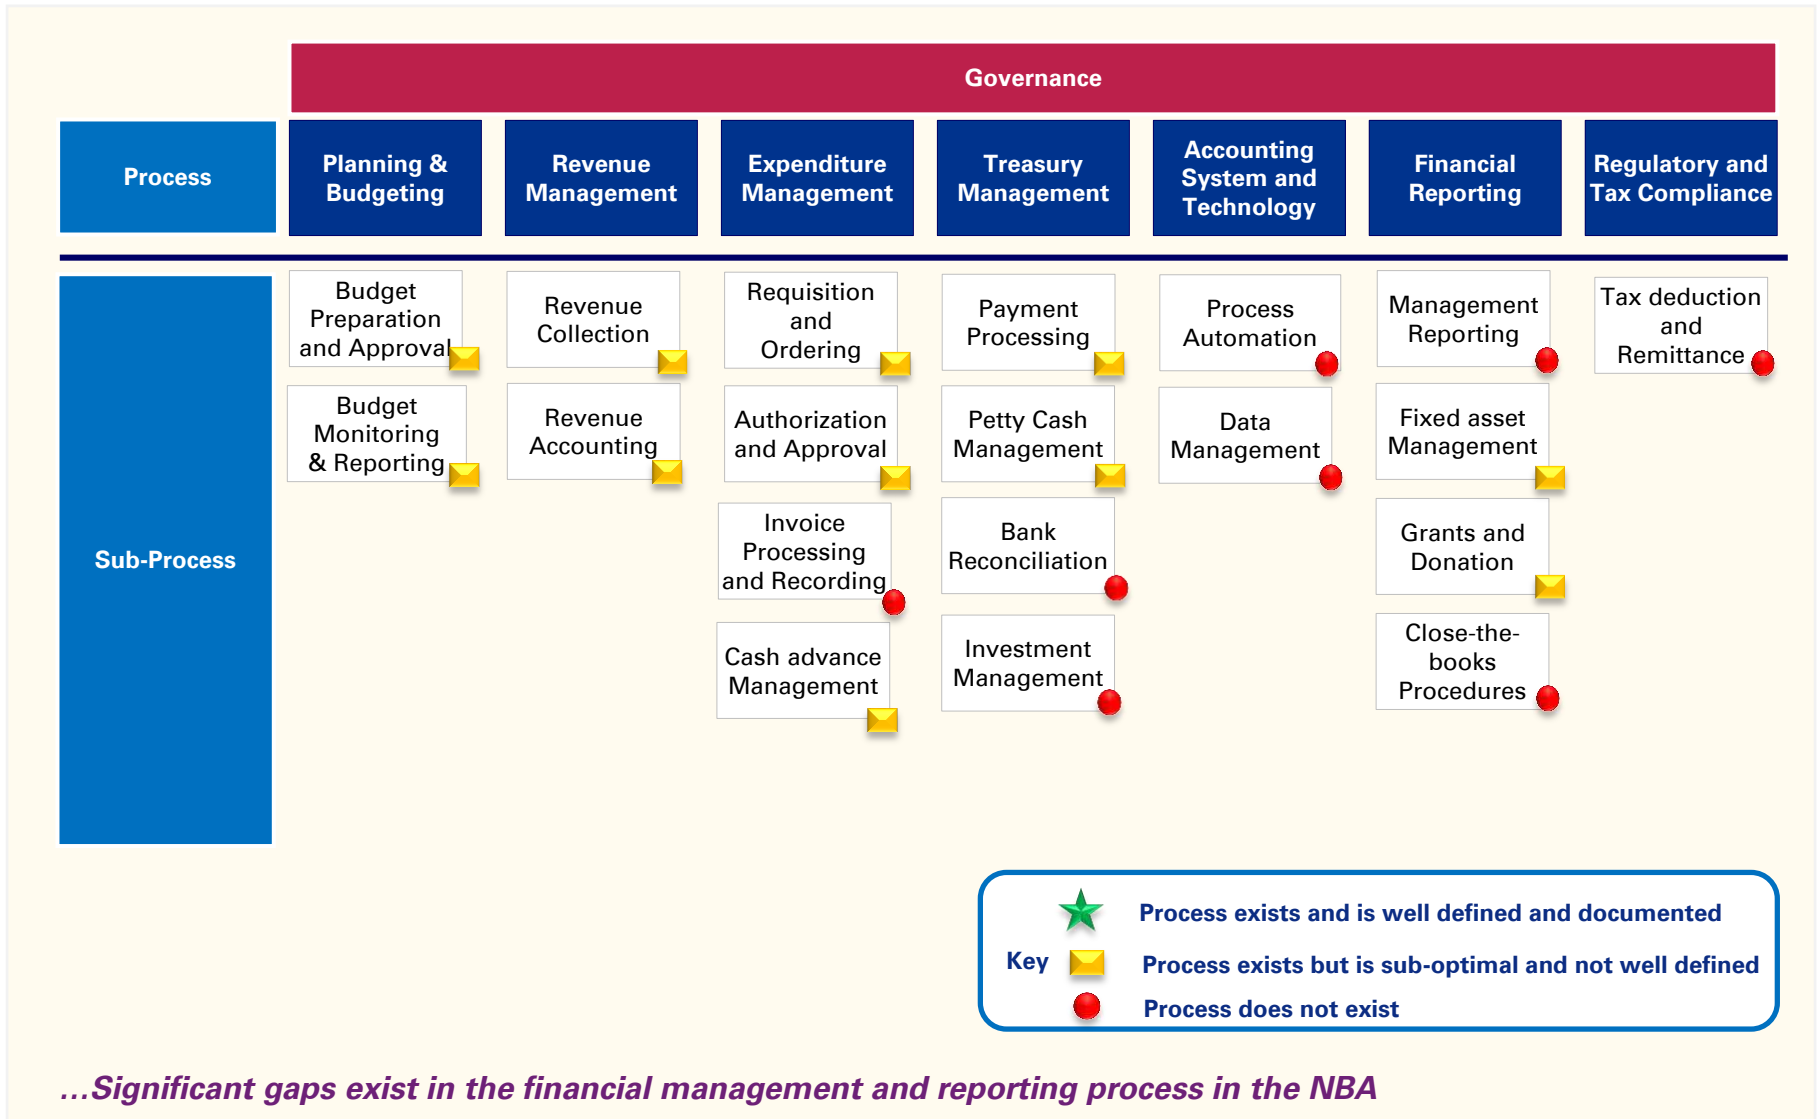 Governance
Process
Planning &
Budgeting
Revenue
Management
Expenditure
Management
Treasury
Management
Accounting
System and
Technology
Financial
Reporting
Regulatory and
Tax Compliance
Sub-Process
Budget
Preparation
and Approval
Budget
Monitoring
& Reporting
Revenue
Collection
Revenue
Accounting
Requisition
and
Ordering
Authorization
and Approval
Invoice
Processing
and Recording
Cash advance
Management
Payment
Processing
Petty Cash
Management
Bank
Reconciliation
Investment
Management
Process
Automation
Data
Management
Management
Reporting
Fixed asset
Management
Grants and
Donation
Close-the-
books
Procedures
Tax deduction
and
Remittance
Key
Process exists and is well defined and documented
Process exists but is sub-optimal and not well defined
Process does not exist
...Significant gaps exist in the financial management and reporting process in the NBA